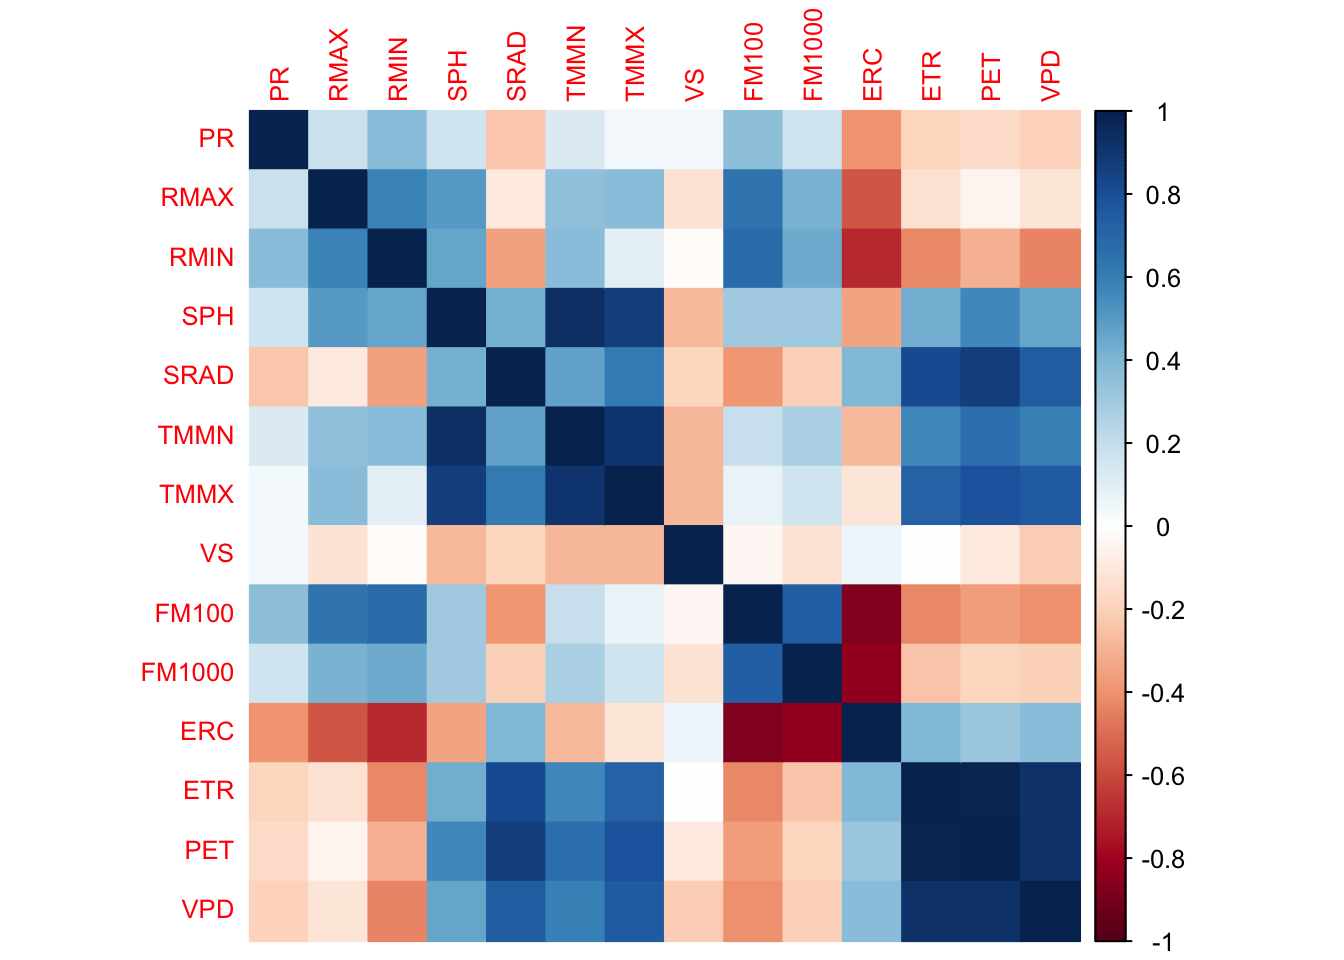 PR RMAX RMIN SPH SRAD TMMN TMMX VS FM100 FM1000 ERC ETR PET VPD
PR
RMAX
RMIN
SPH
SRAD
TMMN
TMMX
VS
FM100
FM1000
ERC
ETR
PET
VPD
1
0.8
0.6
0.4
0.2
0
-0.2
-0.4
-0.6
-0.8
-1